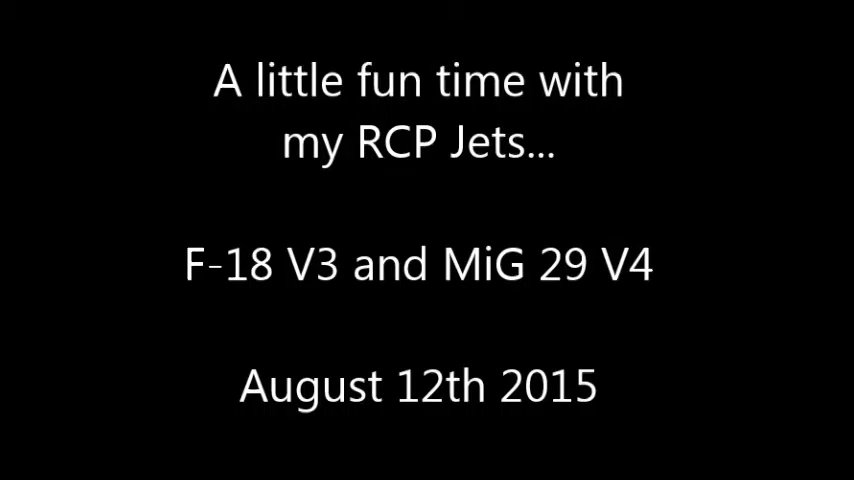 A little fun time with
my RCP Jets...
F-18 V3 and MiG 29 V4
August 12th 2015